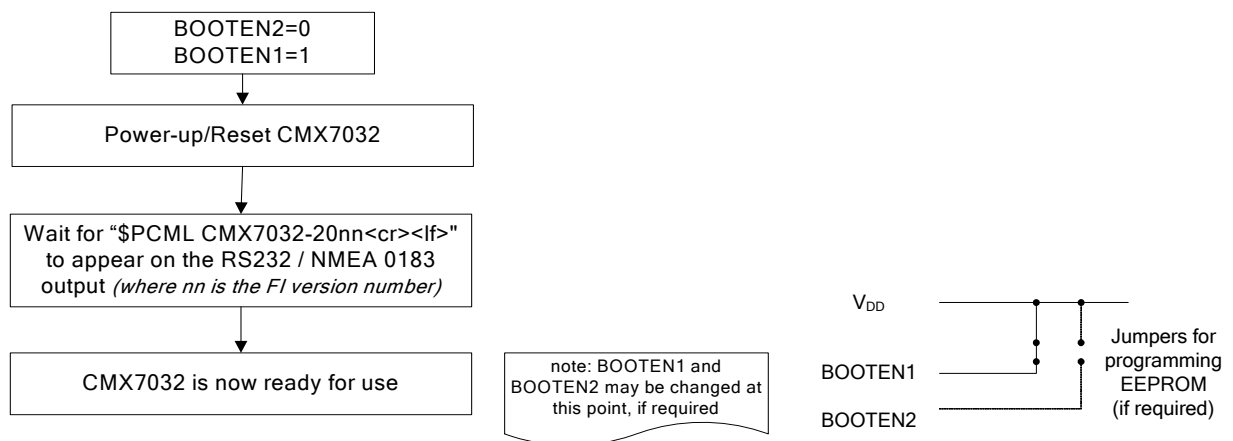 BOOTEN2=0
BOOTEN1=1
Power-up/Reset CMX7032
Wait for “$PCML CMX7032-20nn<cr><lf>"
to appear on the RS232 / NMEA 0183
output (where nn is the FI version number)
CMX7032 is now ready for use
note: BOOTEN1 and
BOOTEN2 may be changed at
this point, if required
VDD
BOOTEN1
BOOTEN2
Jumpers for
programming
EEPROM
(if required)